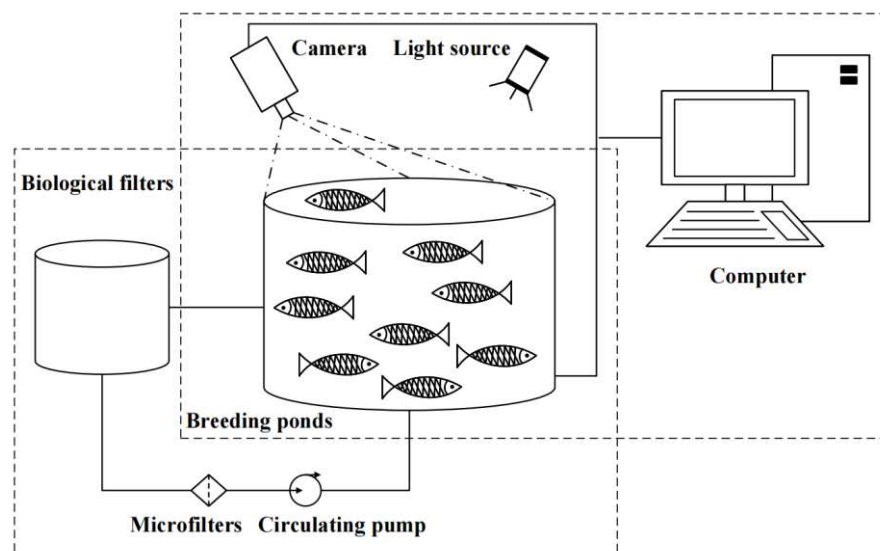 Camera
Light source
Biological filters
Computer
Breeding ponds
Microfilters
Circulating pump